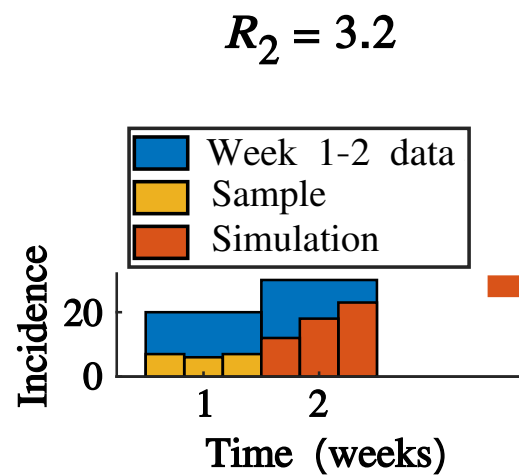 R₂ = 3.2
Week 1-2 data
Sample
Simulation
Incidence
20
0
1 2
Time (weeks)